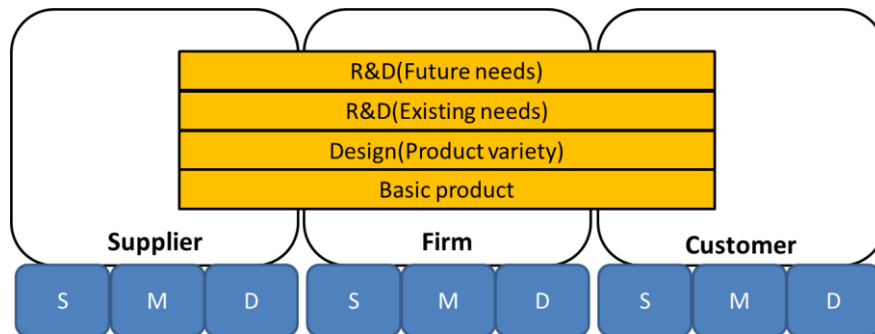 R&D(Future needs)
R&D(Existing needs)
Design(Product variety)
Basic product
Supplier Firm Customer
S M D S M D S M D